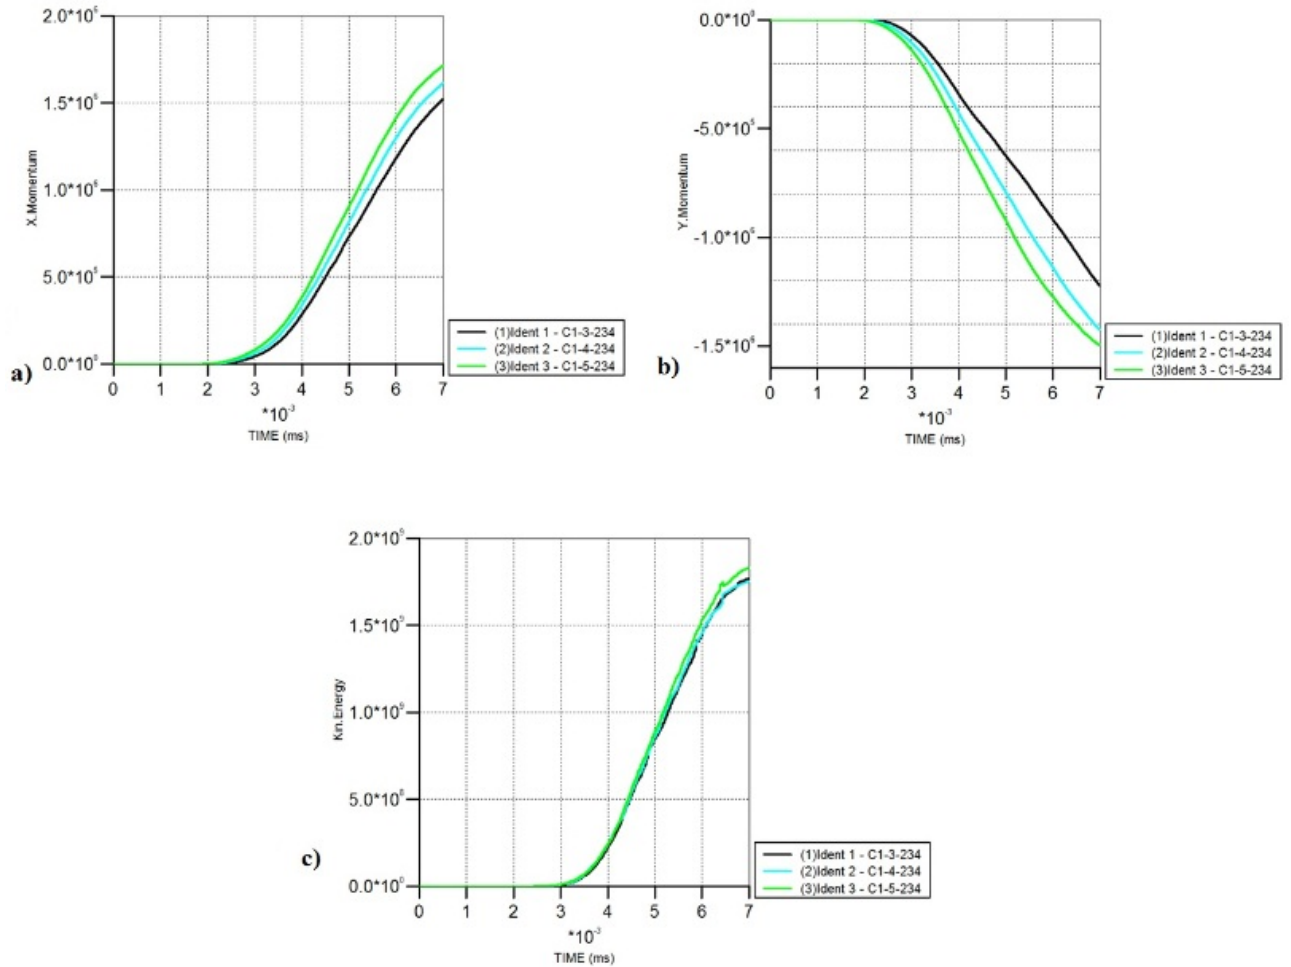 a)
X.Momentum
2.0*10⁶
1.5*10⁶
1.0*10⁶
5.0*10⁵
0.0*10⁰
0 1 2 3 4 5 6 7
*10⁻³
TIME (ms)
(1)Ident 1 - C1-3-234
(2)Ident 2 - C1-4-234
(3)Ident 3 - C1-5-234
b)
Y.Momentum
0.0*10⁰
-5.0*10⁵
-1.0*10⁶
-1.5*10⁶
0 1 2 3 4 5 6 7
*10⁻³
TIME (ms)
(1)Ident 1 - C1-3-234
(2)Ident 2 - C1-4-234
(3)Ident 3 - C1-5-234
c)
Kin.Energy
2.0*10⁹
1.5*10⁹
1.0*10⁹
5.0*10⁸
0.0*10⁰
0 1 2 3 4 5 6 7
*10⁻³
TIME (ms)
(1)Ident 1 - C1-3-234
(2)Ident 2 - C1-4-234
(3)Ident 3 - C1-5-234